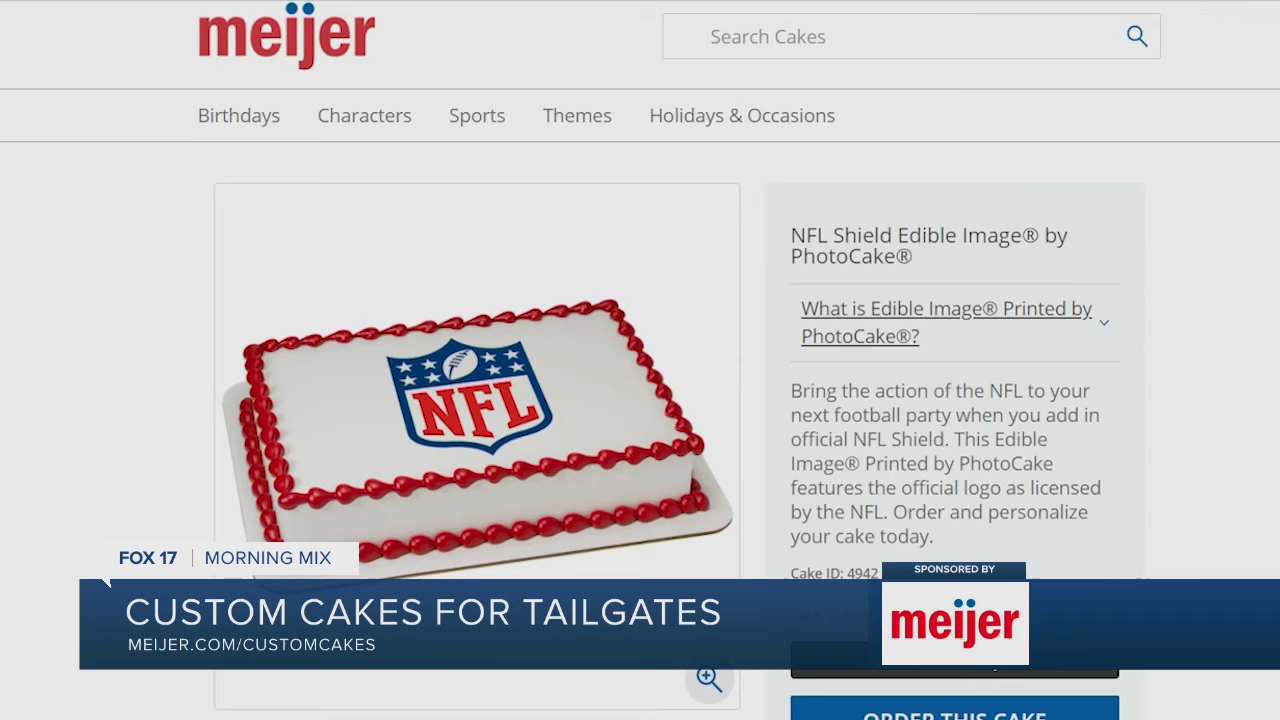 meijer
Search Cakes
Birthdays Characters Sports Themes Holidays & Occasions
NFL Shield Edible Image® by
PhotoCake®
What is Edible Image® Printed by
PhotoCake®?
NFL
Bring the action of the NFL to your
next football party when you add in
official NFL Shield. This Edible
Image® Printed by PhotoCake
features the official logo as licensed
by the NFL. Order and personalize
your cake today.
Cake ID: 4942
FOX 17 | MORNING MIX
SPONSORED BY
CUSTOM CAKES FOR TAILGATES
MEIJER.COM/CUSTOMCAKES
meijer
ORDER THIS CAKE